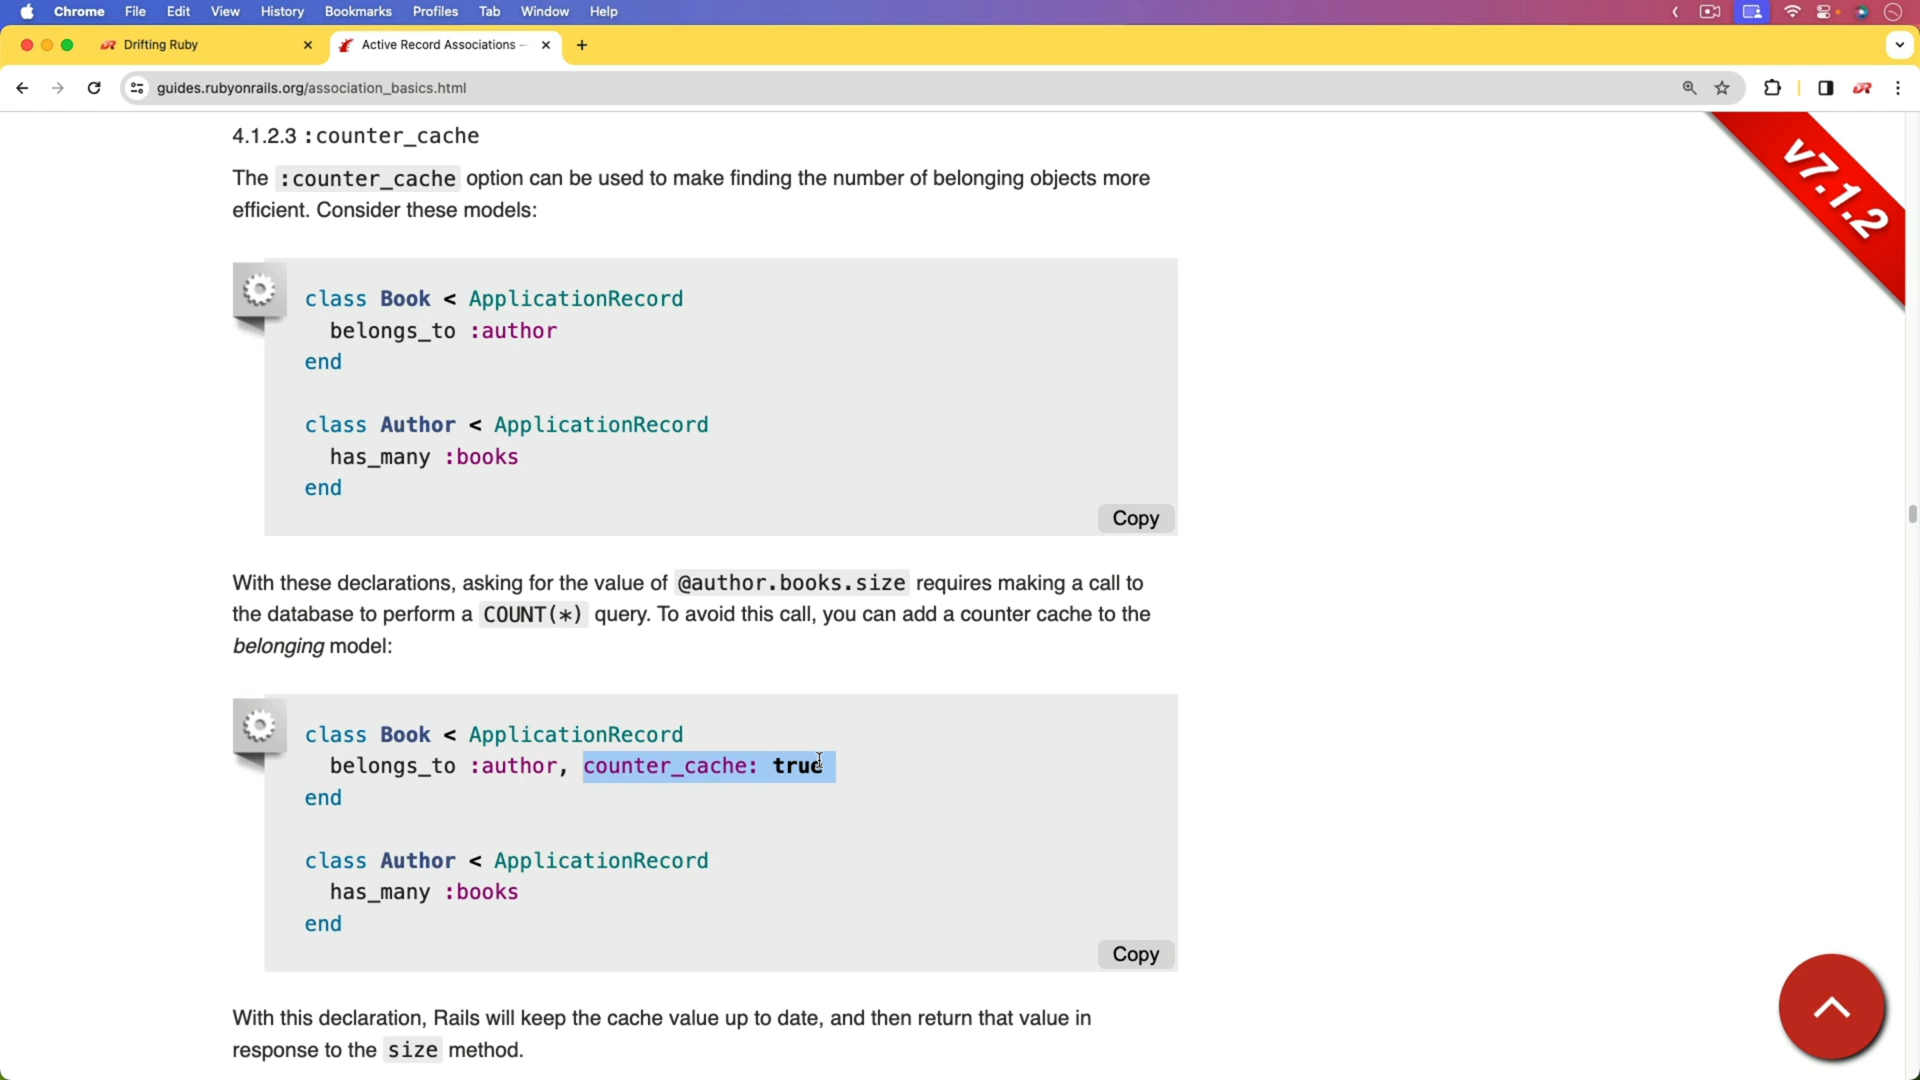 Chrome File Edit View History Bookmarks Profiles Tab Window Help
Drifting Ruby
Active Record Associations —
guides.rubyonrails.org/association_basics.html
v7.1.2
4.1.2.3 :counter_cache
The :counter_cache option can be used to make finding the number of belonging objects more
efficient. Consider these models:
class Book < ApplicationRecord
belongs_to :author
end
class Author < ApplicationRecord
has_many :books
end
Copy
With these declarations, asking for the value of @author.books.size requires making a call to
the database to perform a COUNT(*) query. To avoid this call, you can add a counter cache to the
belonging model:
class Book < ApplicationRecord
belongs_to :author, counter_cache: true
end
class Author < ApplicationRecord
has_many :books
end
Copy
With this declaration, Rails will keep the cache value up to date, and then return that value in
response to the size method.